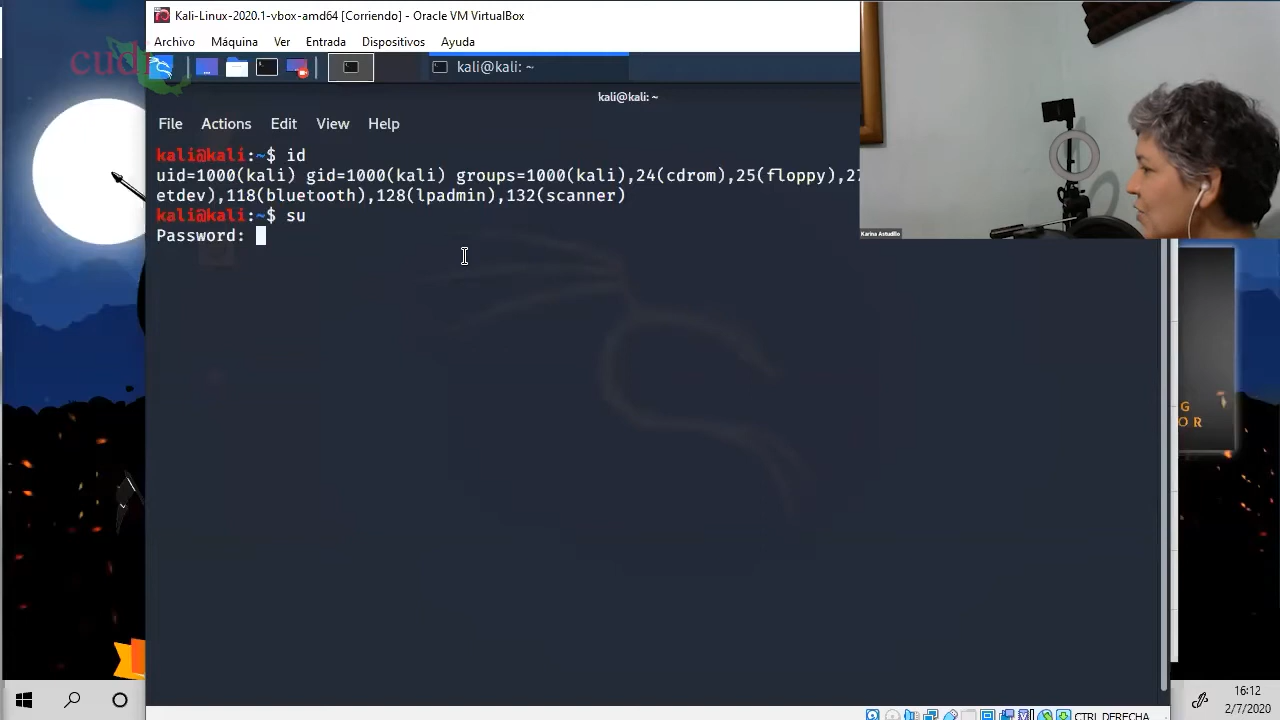 Kali-Linux-2020.1-vbox-amd64 [Corriendo] - Oracle VM VirtualBox
Archivo Máquina Ver Entrada Dispositivos Ayuda
kali@kali: ~
kali@kali: ~
File Actions Edit View Help
kali@kali:~$ id
uid=1000(kali) gid=1000(kali) groups=1000(kali),24(cdrom),25(floppy),27
etdev),118(bluetooth),128(lpadmin),132(scanner)
kali@kali:~$ su
Password:
Karina Astudillo
G
OR
CTRL DERECHA
16:12
2/7/2020